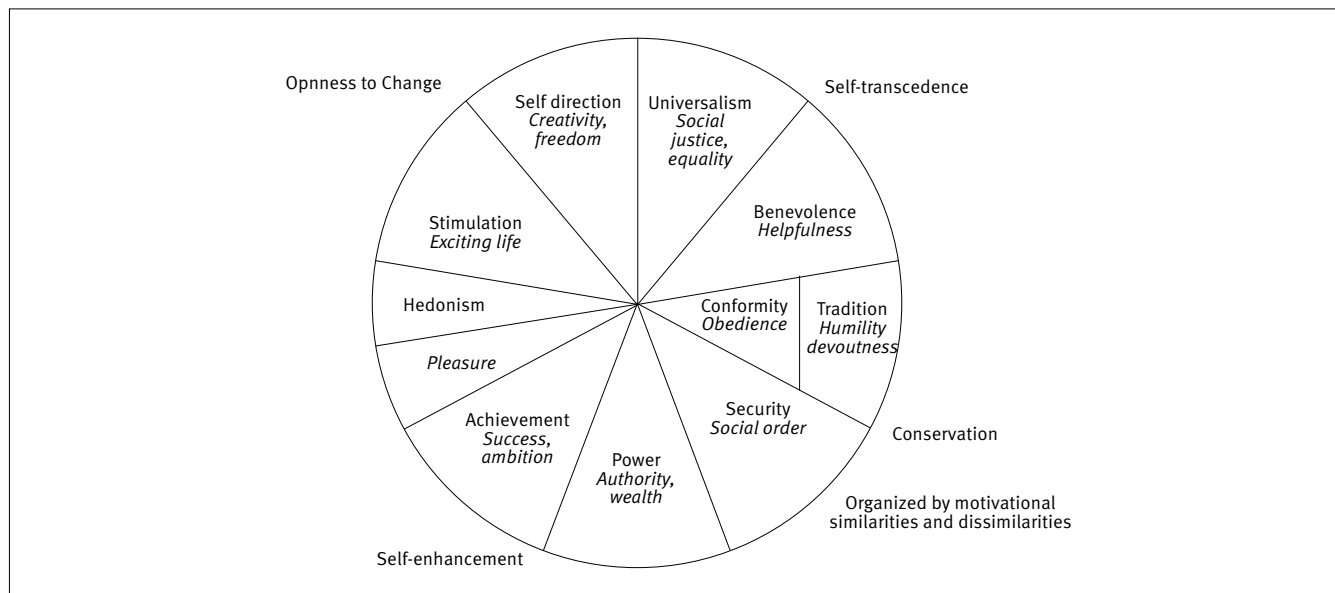 Opnness to Change
Self direction
Creativity,
freedom
Universalism
Social
justice,
equality
Self-transcedence
Stimulation
Exciting life
Benevolence
Helpfulness
Hedonism
Conformity
Obedience
Tradition
Humility
devoutness
Pleasure
Achievement
Success,
ambition
Power
Authority,
wealth
Security
Social order
Conservation
Organized by motivational
similarities and dissimilarities
Self-enhancement